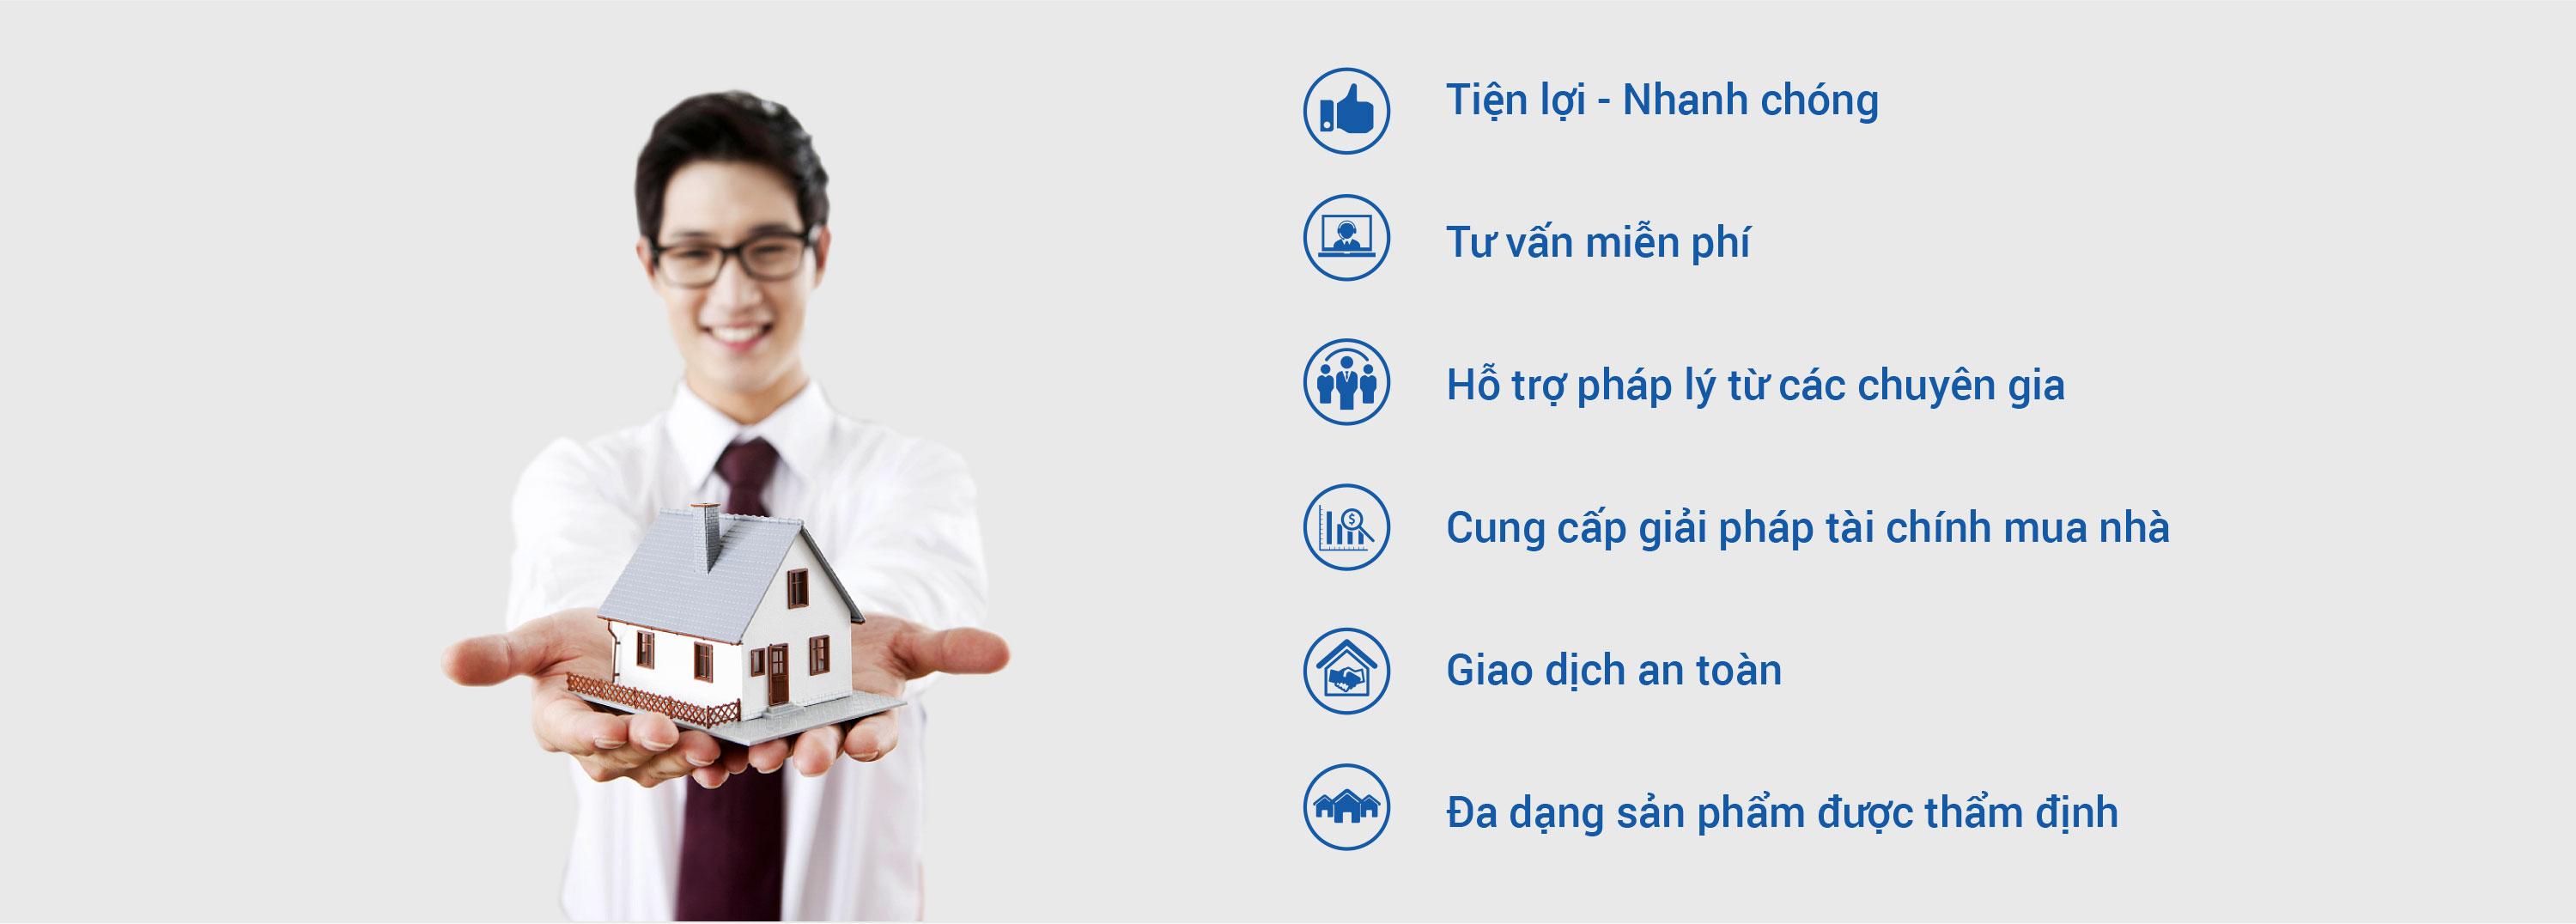 Tiện lợi - Nhanh chóng
Tư vấn miễn phí
Hỗ trợ pháp lý từ các chuyên gia
Cung cấp giải pháp tài chính mua nhà
Giao dịch an toàn
Đa dạng sản phẩm được thẩm định